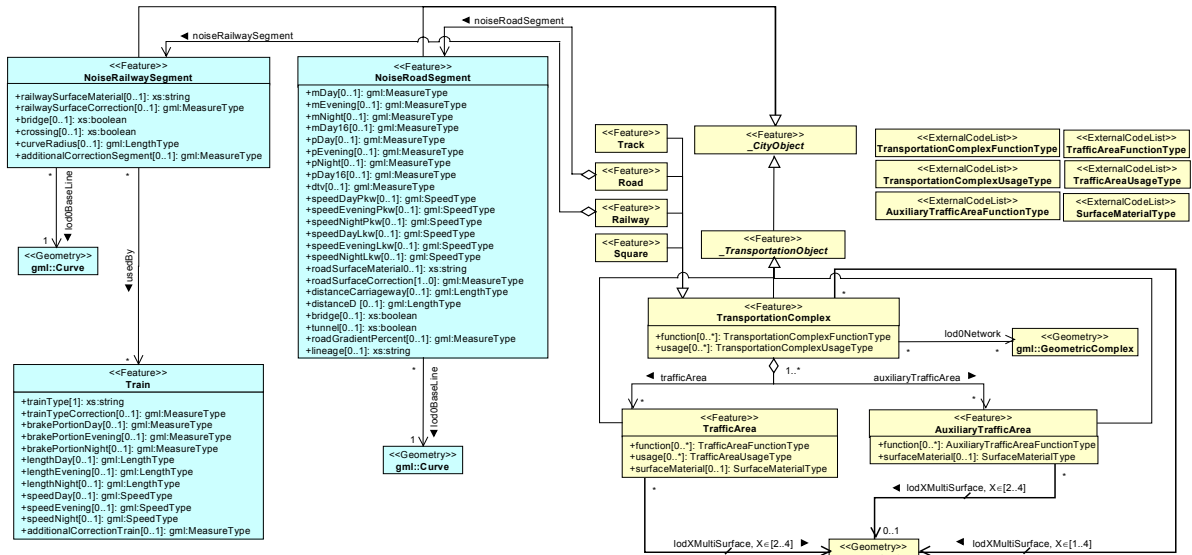 ◄ noiseRoadSegment
◄ noiseRailwaySegment
<<Feature>>
NoiseRailwaySegment
+railwaySurfaceMaterial[0..1]: xs:string
+railwaySurfaceCorrection[0..1]: gml:MeasureType
+bridge[0..1]: xs:boolean
+crossing[0..1]: xs:boolean
+curveRadius[0..1]: gml:LengthType
+additionalCorrectionSegment[0..1]: gml:MeasureType
*
*
▼lod0BaseLine
1
<<Geometry>>
gml::Curve
▼usedBy
*
<<Feature>>
Train
+trainType[1]: xs:string
+trainTypeCorrection[0..1]: gml:MeasureType
+brakePortionDay[0..1]: gml:MeasureType
+brakePortionEvening[0..1]: gml:MeasureType
+brakePortionNight[0..1]: gml:MeasureType
+lengthDay[0..1]: gml:LengthType
+lengthEvening[0..1]: gml:LengthType
+lengthNight[0..1]: gml:LengthType
+speedDay[0..1]: gml:SpeedType
+speedEvening[0..1]: gml:SpeedType
+speedNight[0..1]: gml:SpeedType
+additionalCorrectionTrain[0..1]: gml:MeasureType
<<Feature>>
NoiseRoadSegment
+mDay[0..1]: gml:MeasureType
+mEvening[0..1]: gml:MeasureType
+mNight[0..1]: gml:MeasureType
+mDay16[0..1]: gml:MeasureType
+pDay[0..1]: gml:MeasureType
+pEvening[0..1]: gml:MeasureType
+pNight[0..1]: gml:MeasureType
+pDay16[0..1]: gml:MeasureType
+dtv[0..1]: gml:MeasureType
+speedDayPkw[0..1]: gml:SpeedType
+speedEveningPkw[0..1]: gml:SpeedType
+speedNightPkw[0..1]: gml:SpeedType
+speedDayLkw[0..1]: gml:SpeedType
+speedEveningLkw[0..1]: gml:SpeedType
+speedNightLkw[0..1]: gml:SpeedType
+roadSurfaceMaterial0..1]: xs:string
+roadSurfaceCorrection[1..0]: gml:MeasureType
+distanceCarriageway[0..1]: gml:LengthType
+distanceD [0..1]: gml:LengthType
+bridge[0..1]: xs:boolean
+tunnel[0..1]: xs:boolean
+roadGradientPercent[0..1]: gml:MeasureType
+lineage[0..1]: xs:string
*
▼lod0BaseLine
1
<<Geometry>>
gml::Curve
<<Feature>>
Track
<<Feature>>
Road
<<Feature>>
Railway
<<Feature>>
Square
<<Feature>>
_CityObject
<<Feature>>
_TransportationObject
<<ExternalCodeList>>
TransportationComplexFunctionType
<<ExternalCodeList>>
TrafficAreaFunctionType
<<ExternalCodeList>>
TransportationComplexUsageType
<<ExternalCodeList>>
TrafficAreaUsageType
<<ExternalCodeList>>
AuxiliaryTrafficAreaFunctionType
<<ExternalCodeList>>
SurfaceMaterialType
<<Feature>>
TransportationComplex
+function[0..*]: TransportationComplexFunctionType
+usage[0..*]: TransportationComplexUsageType
*
lod0Network
*
*
<<Geometry>>
gml::GeometricComplex
1..*
◄ trafficArea
auxiliaryTrafficArea ►
*
*
<<Feature>>
TrafficArea
+function[0..*]: TrafficAreaFunctionType
+usage[0..*]: TrafficAreaUsageType
+surfaceMaterial[0..1]: SurfaceMaterialType
*
<<Feature>>
AuxiliaryTrafficArea
+function[0..*]: AuxiliaryTrafficAreaFunctionType
+surfaceMaterial[0..1]: SurfaceMaterialType
*
◄ lodXMultiSurface, X∈[2..4]
0..1
lodXMultiSurface, X∈[2..4] ►
◄ lodXMultiSurface, X∈[1..4]
<<Geometry>>